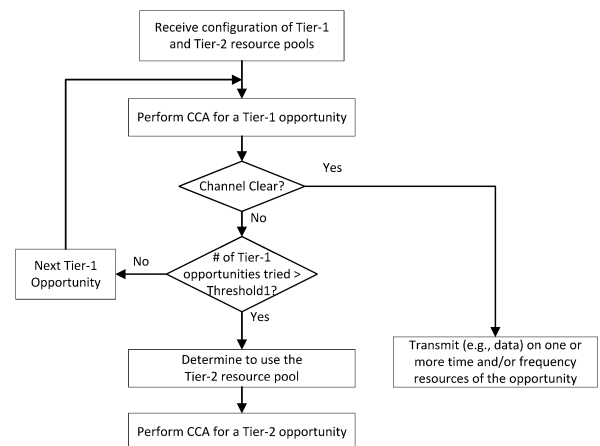 Receive configuration of Tier-1
and Tier-2 resource pools
Perform CCA for a Tier-1 opportunity
Channel Clear?
Yes
No
# of Tier-1
opportunities tried >
Threshold1?
No
Next Tier-1
Opportunity
Yes
Determine to use the
Tier-2 resource pool
Transmit (e.g., data) on one or
more time and/or frequency
resources of the opportunity
Perform CCA for a Tier-2 opportunity